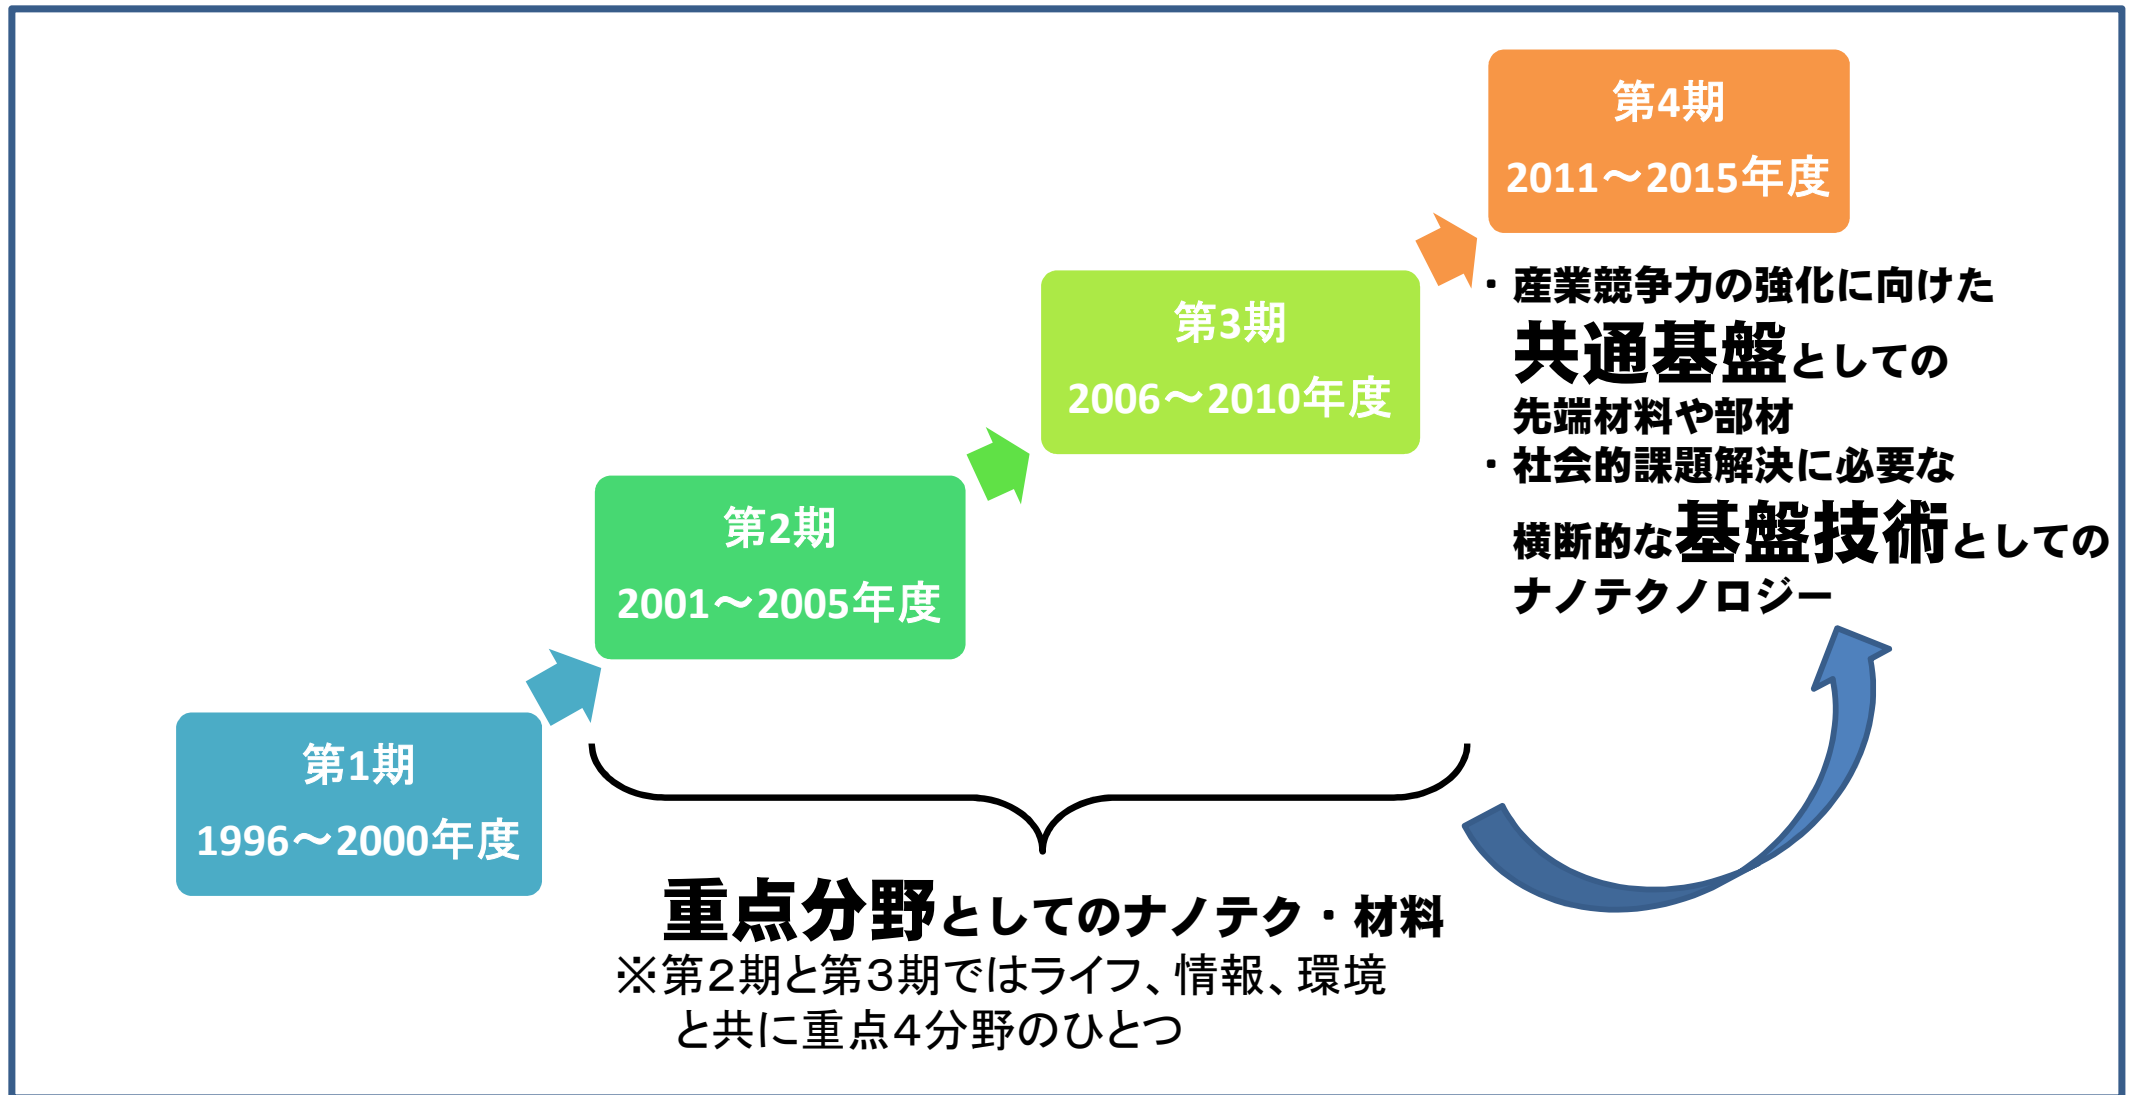 第1期
1996～2000年度
第2期
2001～2005年度
第3期
2006～2010年度
第4期
2011～2015年度
・産業競争力の強化に向けた
共通基盤としての
先端材料や部材
・社会的課題解決に必要な
横断的な基盤技術としての
ナノテクノロジー
重点分野としてのナノテク・材料
※第２期と第３期ではライフ、情報、環境
と共に重点４分野のひとつ